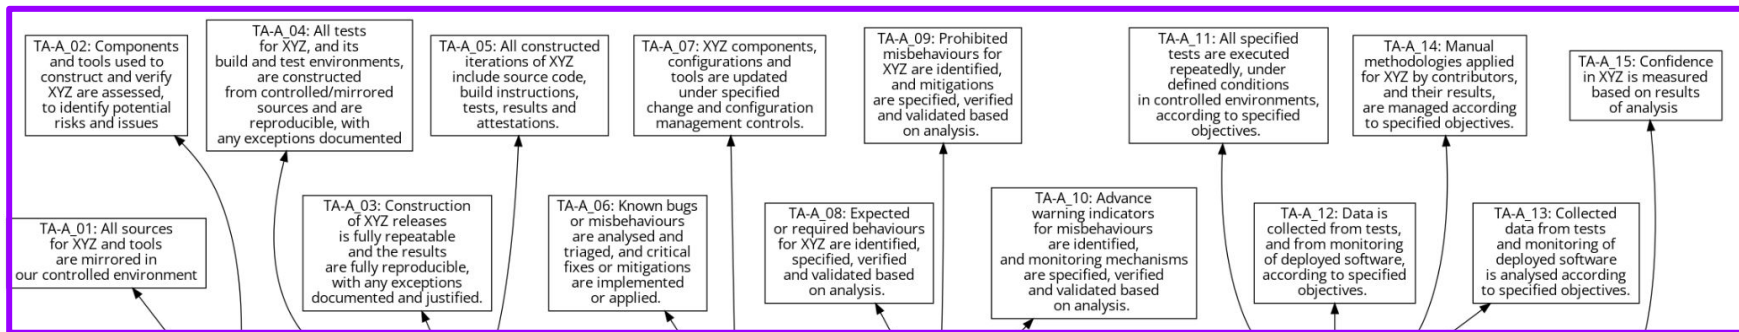 TA-A_02: Components
and tools used to
construct and verify
XYZ are assessed,
to identify potential
risks and issues
TA-A_04: All tests
for XYZ, and its
build and test environments,
are constructed
from controlled/mirrored
sources and are
reproducible, with
any exceptions documented
TA-A_05: All constructed
iterations of XYZ
include source code,
build instructions,
tests, results and
attestations.
TA-A_07: XYZ components,
configurations and
tools are updated
under specified
change and configuration
management controls.
TA-A_09: Prohibited
misbehaviours for
XYZ are identified,
and mitigations
are specified, verified
and validated based
on analysis.
TA-A_11: All specified
tests are executed
repeatedly, under
defined conditions
in controlled environments,
according to specified
objectives.
TA-A_14: Manual
methodologies applied
for XYZ by contributors,
and their results,
are managed according
to specified objectives.
TA-A_15: Confidence
in XYZ is measured
based on results
of analysis
TA-A_01: All sources
for XYZ and tools
are mirrored in
our controlled environment
TA-A_03: Construction
of XYZ releases
is fully repeatable
and the results
are fully reproducible,
with any exceptions
documented and justified.
TA-A_06: Known bugs
or misbehaviours
are analysed and
triaged, and critical
fixes or mitigations
are implemented
or applied.
TA-A_08: Expected
or required behaviours
for XYZ are identified,
specified, verified
and validated based
on analysis.
TA-A_10: Advance
warning indicators
for misbehaviours
are identified,
and monitoring mechanisms
are specified, verified
and validated based
on analysis.
TA-A_12: Data is
collected from tests,
and from monitoring
of deployed software,
according to specified
objectives.
TA-A_13: Collected
data from tests
and monitoring of
deployed software
is analysed according
to specified objectives.